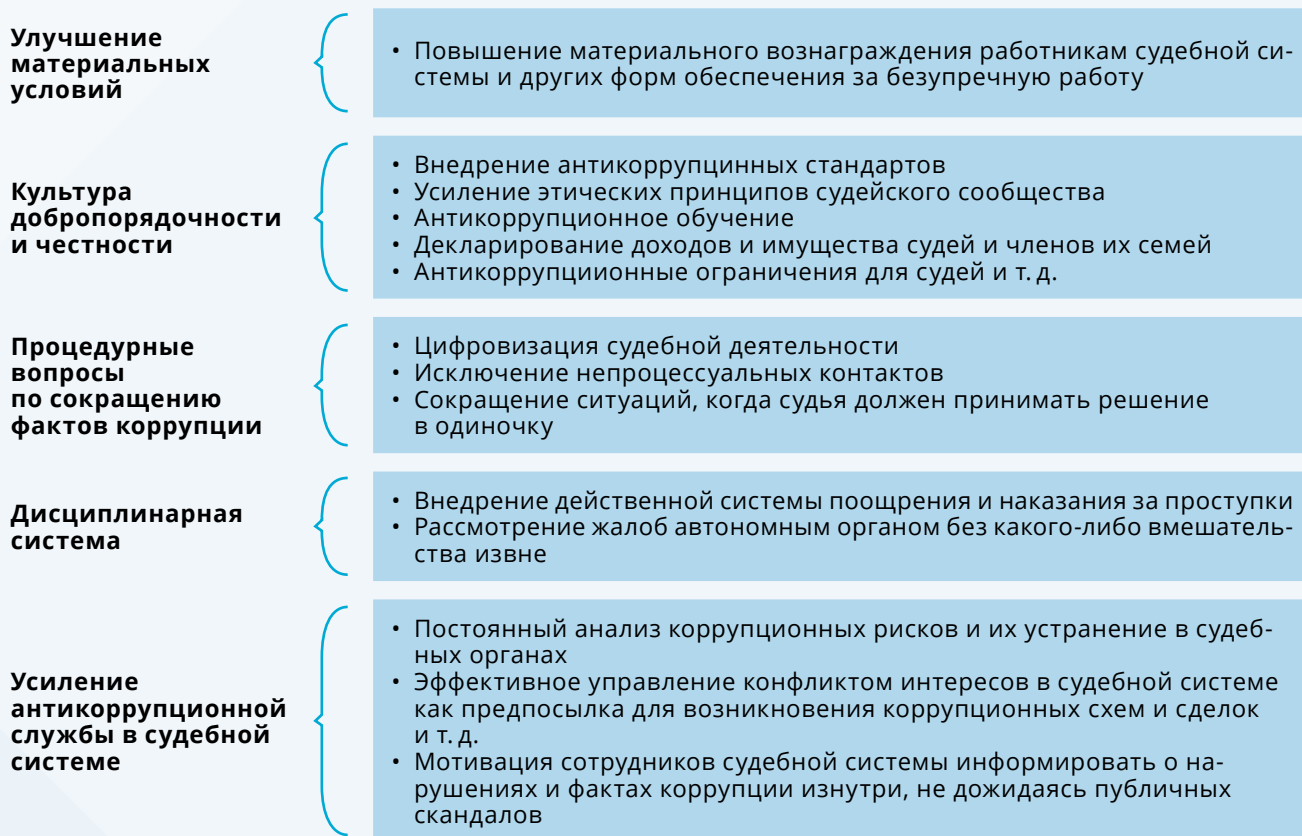 Улучшение
материальных
условий
• Повышение материального вознаграждения работникам судебной си-
стемы и других форм обеспечения за безупречную работу
Культура
добропорядочности
и честности
• Внедрение антикоррупцинных стандартов
• Усиление этических принципов судейского сообщества
• Антикоррупционное обучение
• Декларирование доходов и имущества судей и членов их семей
• Антикоррупциионные ограничения для судей и т. д.
Процедурные
вопросы
по сокращению
фактов коррупции
• Цифровизация судебной деятельности
• Исключение непроцессуальных контактов
• Сокращение ситуаций, когда судья должен принимать решение
в одиночку
Дисциплинарная
система
• Внедрение действенной системы поощрения и наказания за проступки
• Рассмотрение жалоб автономным органом без какого-либо вмешатель-
ства извне
Усиление
антикоррупционной
службы в судебной
системе
• Постоянный анализ коррупционных рисков и их устранение в судеб-
ных органах
• Эффективное управление конфликтом интересов в судебной системе
как предпосылка для возникновения коррупционных схем и сделок
и т. д.
• Мотивация сотрудников судебной системы информировать о на-
рушениях и фактах коррупции изнутри, не дожидаясь публичных
скандалов